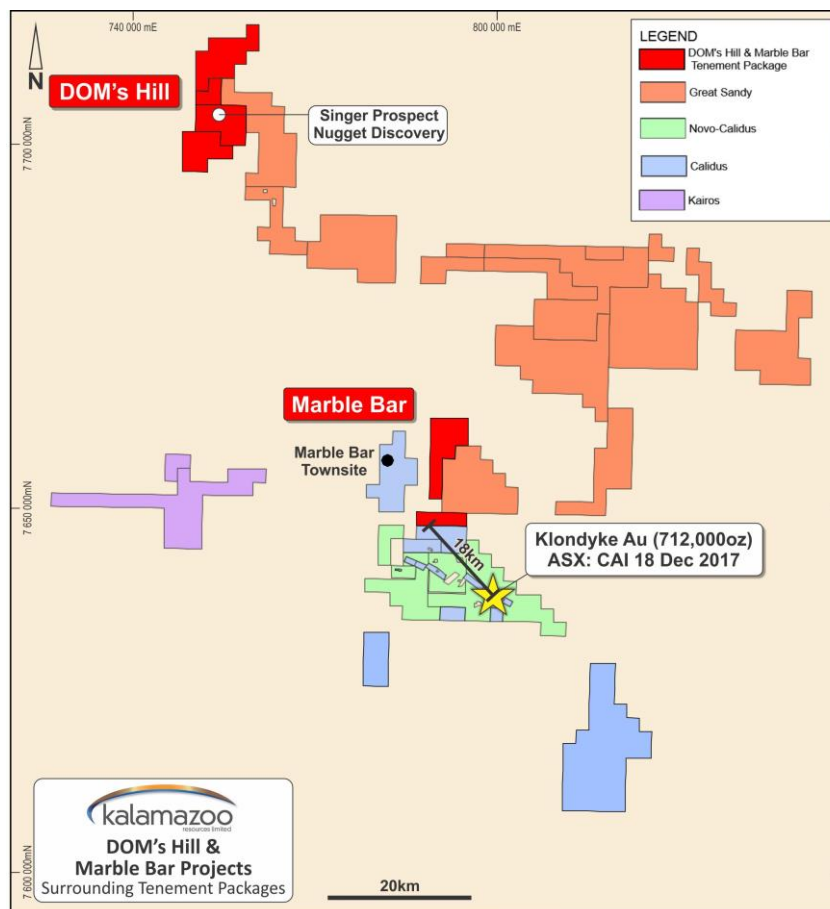 740 000 mE
800 000 mE
N
LEGEND
DOM's Hill & Marble Bar
Tenement Package
Great Sandy
Novo-Calidus
Calidus
Kairos
DOM's Hill
Singer Prospect
Nugget Discovery
7 700 000mN
Marble Bar
Marble Bar
Townsite
7 650 000mN
18km
Klondyke Au (712,000oz)
ASX: CAI 18 Dec 2017
kalamazoo
resources limited
DOM's Hill &
Marble Bar Projects
Surrounding Tenement Packages
7 600 000mN
20km